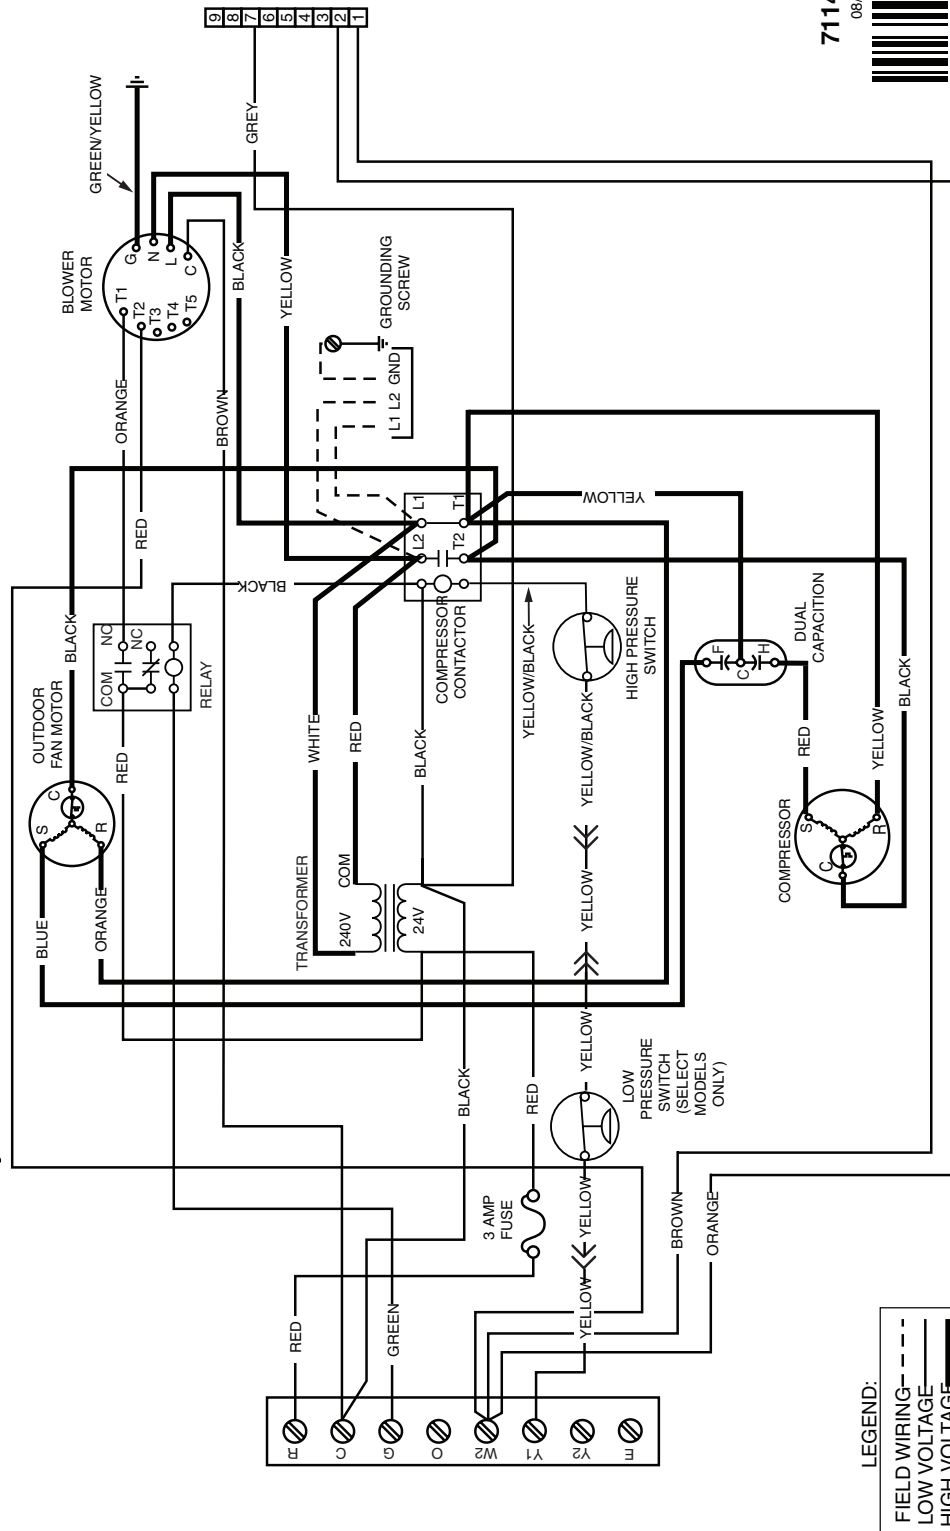 9
8
7
6
5
4
3
2
1
7114
08/
GREEN/YELLOW
GREY
BLOWER
MOTOR
G
N
L
C
T1
T2
T3
T4
T5
BLACK
YELLOW
GROUNDING
SCREW
L1 L2 GND
ORANGE
BROWN
RED
BLACK
YELLOW
L1
T1
L2
T2
COMPRESSOR
CONTACTOR
BLACK
NC
NC
COM
RELAY
OUTDOOR
FAN MOTOR
C
S
R
RED
WHITE
RED
BLACK
YELLOW/BLACK
HIGH PRESSURE
SWITCH
YELLOW/BLACK
DUAL
CAPACITION
F
C
H
RED
YELLOW
BLACK
COMPRESSOR
S
R
C
TRANSFORMER
COM
240V
24V
BLUE
ORANGE
YELLOW
YELLOW
LOW
PRESSURE
SWITCH
(SELECT
MODELS
ONLY)
BLACK
RED
3 AMP
FUSE
YELLOW
YELLOW
BROWN
ORANGE
RED
GREEN
R
C
G
O
W2
Y1
Y2
E
LEGEND:
FIELD WIRING
LOW VOLTAGE
HIGH VOLTAGE